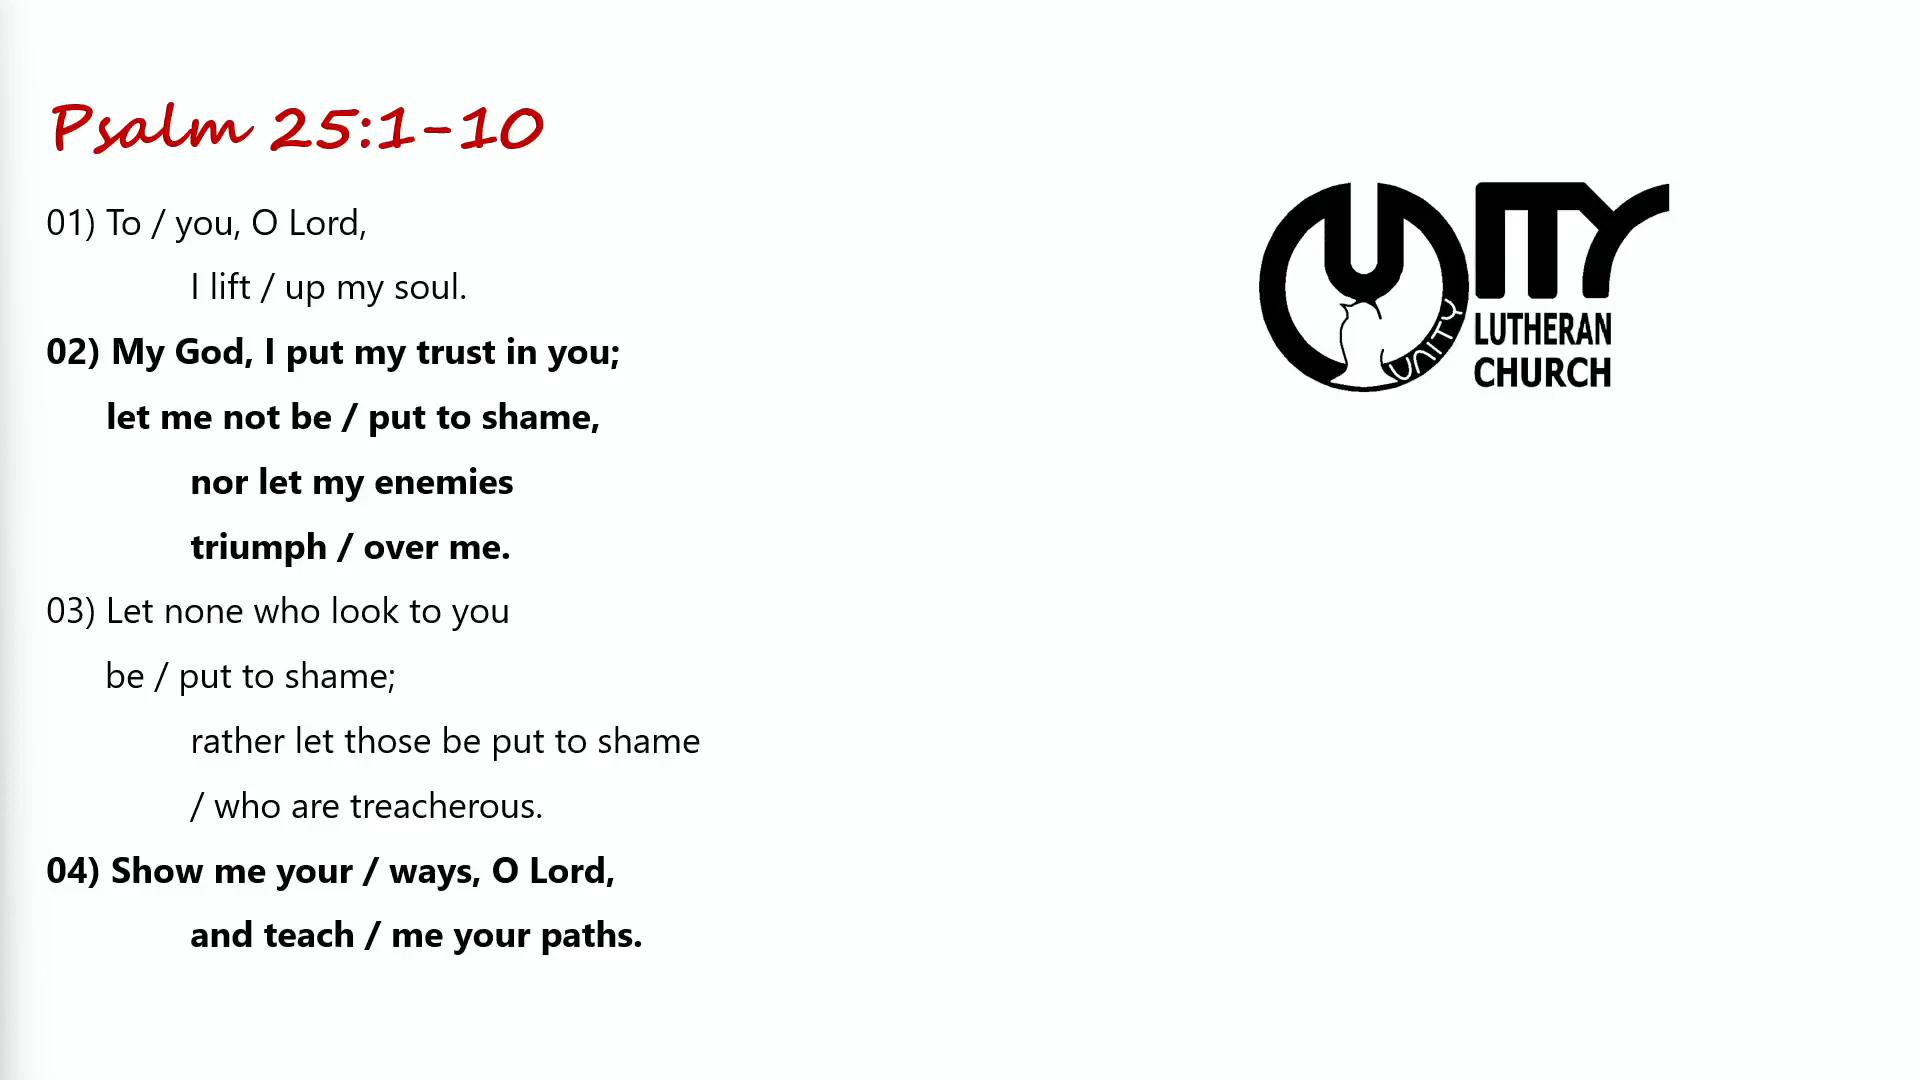 Psalm 25:1-10
01) To / you, O Lord,
I lift / up my soul.
02) My God, I put my trust in you;
let me not be / put to shame,
nor let my enemies
triumph / over me.
03) Let none who look to you
be / put to shame;
rather let those be put to shame
/ who are treacherous.
04) Show me your / ways, O Lord,
and teach / me your paths.
UNITY
UNITY
LUTHERAN
CHURCH